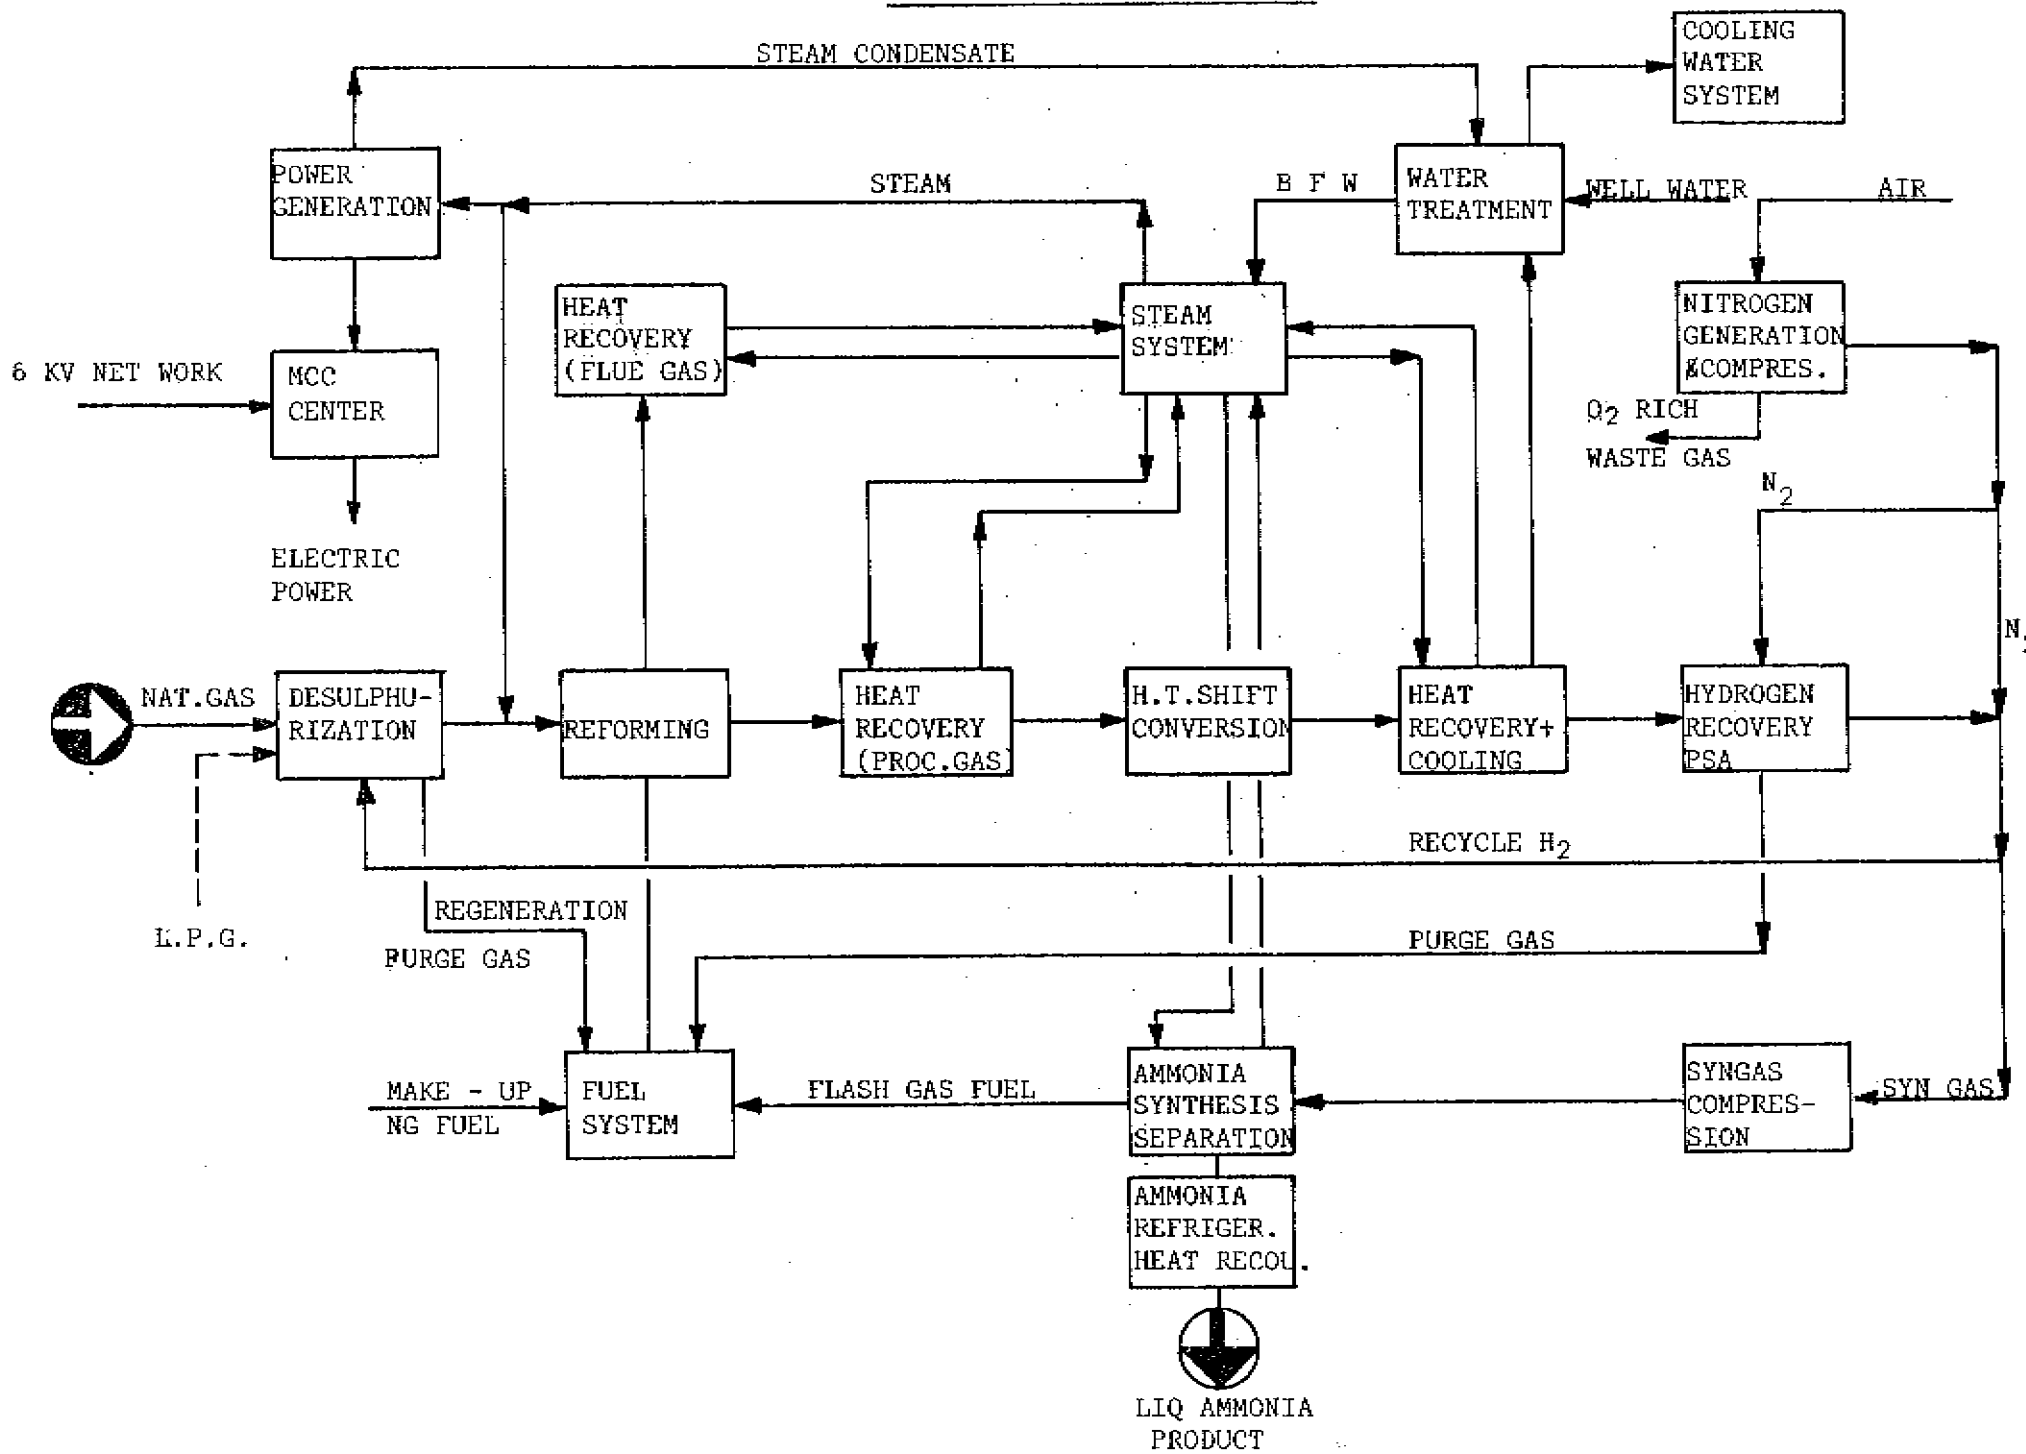 COOLING
WATER
SYSTEM
STEAM CONDENSATE
POWER
GENERATION
STEAM
B F W
WATER
TREATMENT
WELL WATER
AIR
HEAT
RECOVERY
(FLUE GAS)
STEAM
SYSTEM
NITROGEN
GENERATION
&COMPRES.
6 KV NET WORK
MCC
CENTER
O2 RICH
WASTE GAS
N2
ELECTRIC
POWER
N2
NAT.GAS
DESULPHU-
RIZATION
REFORMING
HEAT
RECOVERY
(PROC.GAS
H.T.SHIFT
CONVERSION
HEAT
RECOVERY+
COOLING
HYDROGEN
RECOVERY
PSA
RECYCLE H2
L.P.G.
REGENERATION
PURGE GAS
PURGE GAS
MAKE - UP
NG FUEL
FUEL
SYSTEM
FLASH GAS FUEL
AMMONIA
SYNTHESIS
SEPARATION
SYNGAS
COMPRES-
SION
SYN GAS
AMMONIA
REFRIGER.
HEAT RECOU.
LIQ AMMONIA
PRODUCT